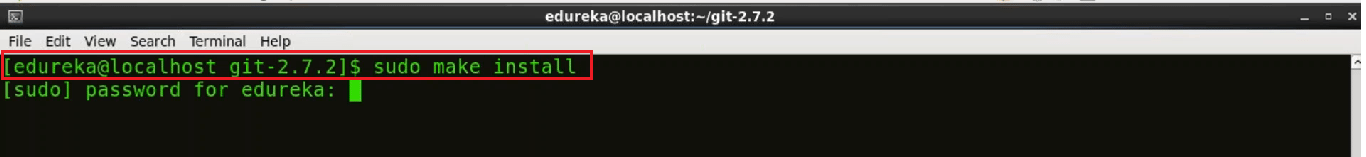 edureka@localhost:~/git-2.7.2
File Edit View Search Terminal Help
[edureka@localhost git-2.7.2]$ sudo make install
[sudo] password for edureka: